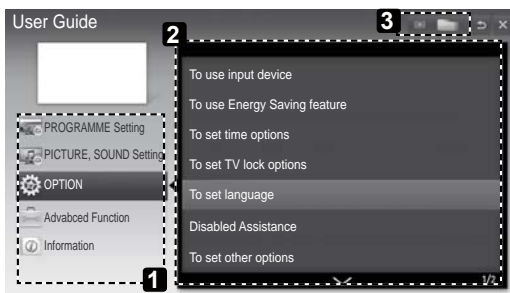 User Guide
3
2
To use input device
To use Energy Saving feature
To set time options
To set TV lock options
To set language
Disabled Assistance
To set other options
1/2
PROGRAMME Setting
PICTURE, SOUND Setting
OPTION
Advabced Function
Information
1